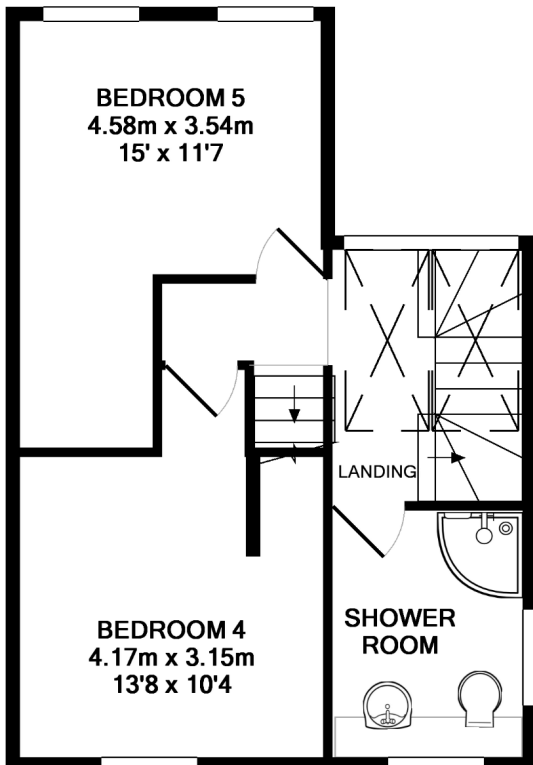 BEDROOM 5
4.58m x 3.54m
15' x 11'7
LANDING
SHOWER
ROOM
BEDROOM 4
4.17m x 3.15m
13'8 x 10'4